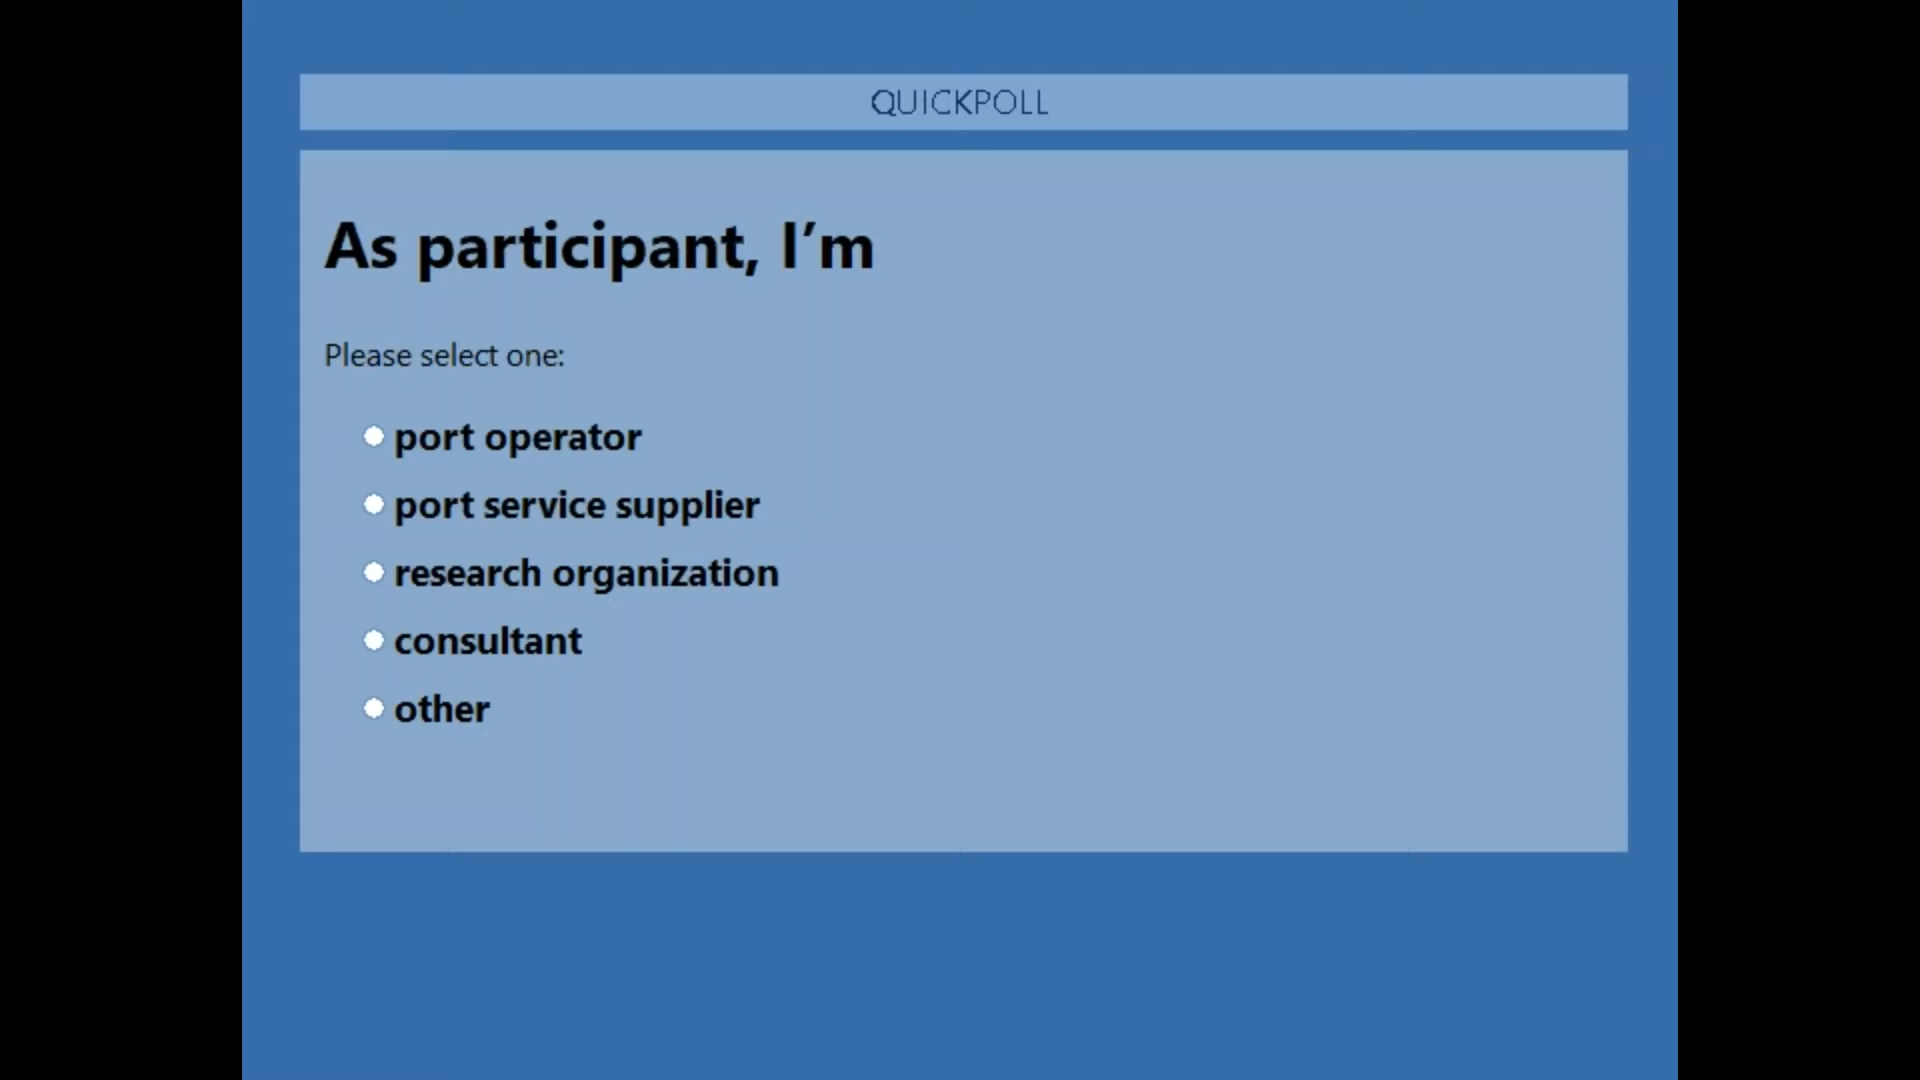 QUICKPOLL
As participant, I’m
Please select one:
port operator
port service supplier
research organization
consultant
other